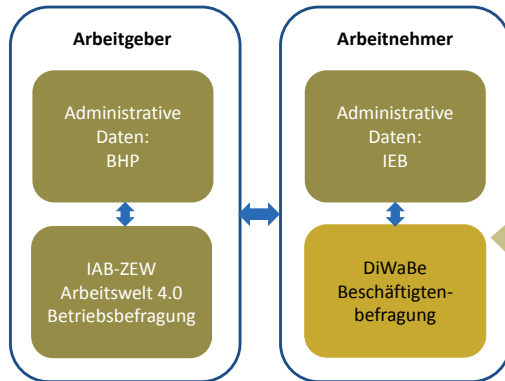 Arbeitgeber
Administrative
Daten:
BHP
IAB-ZEW
Arbeitswelt 4.0
Betriebsbefragung
Arbeitnehmer
Administrative
Daten:
IEB
DiWaBe
Beschäftigten-
befragung